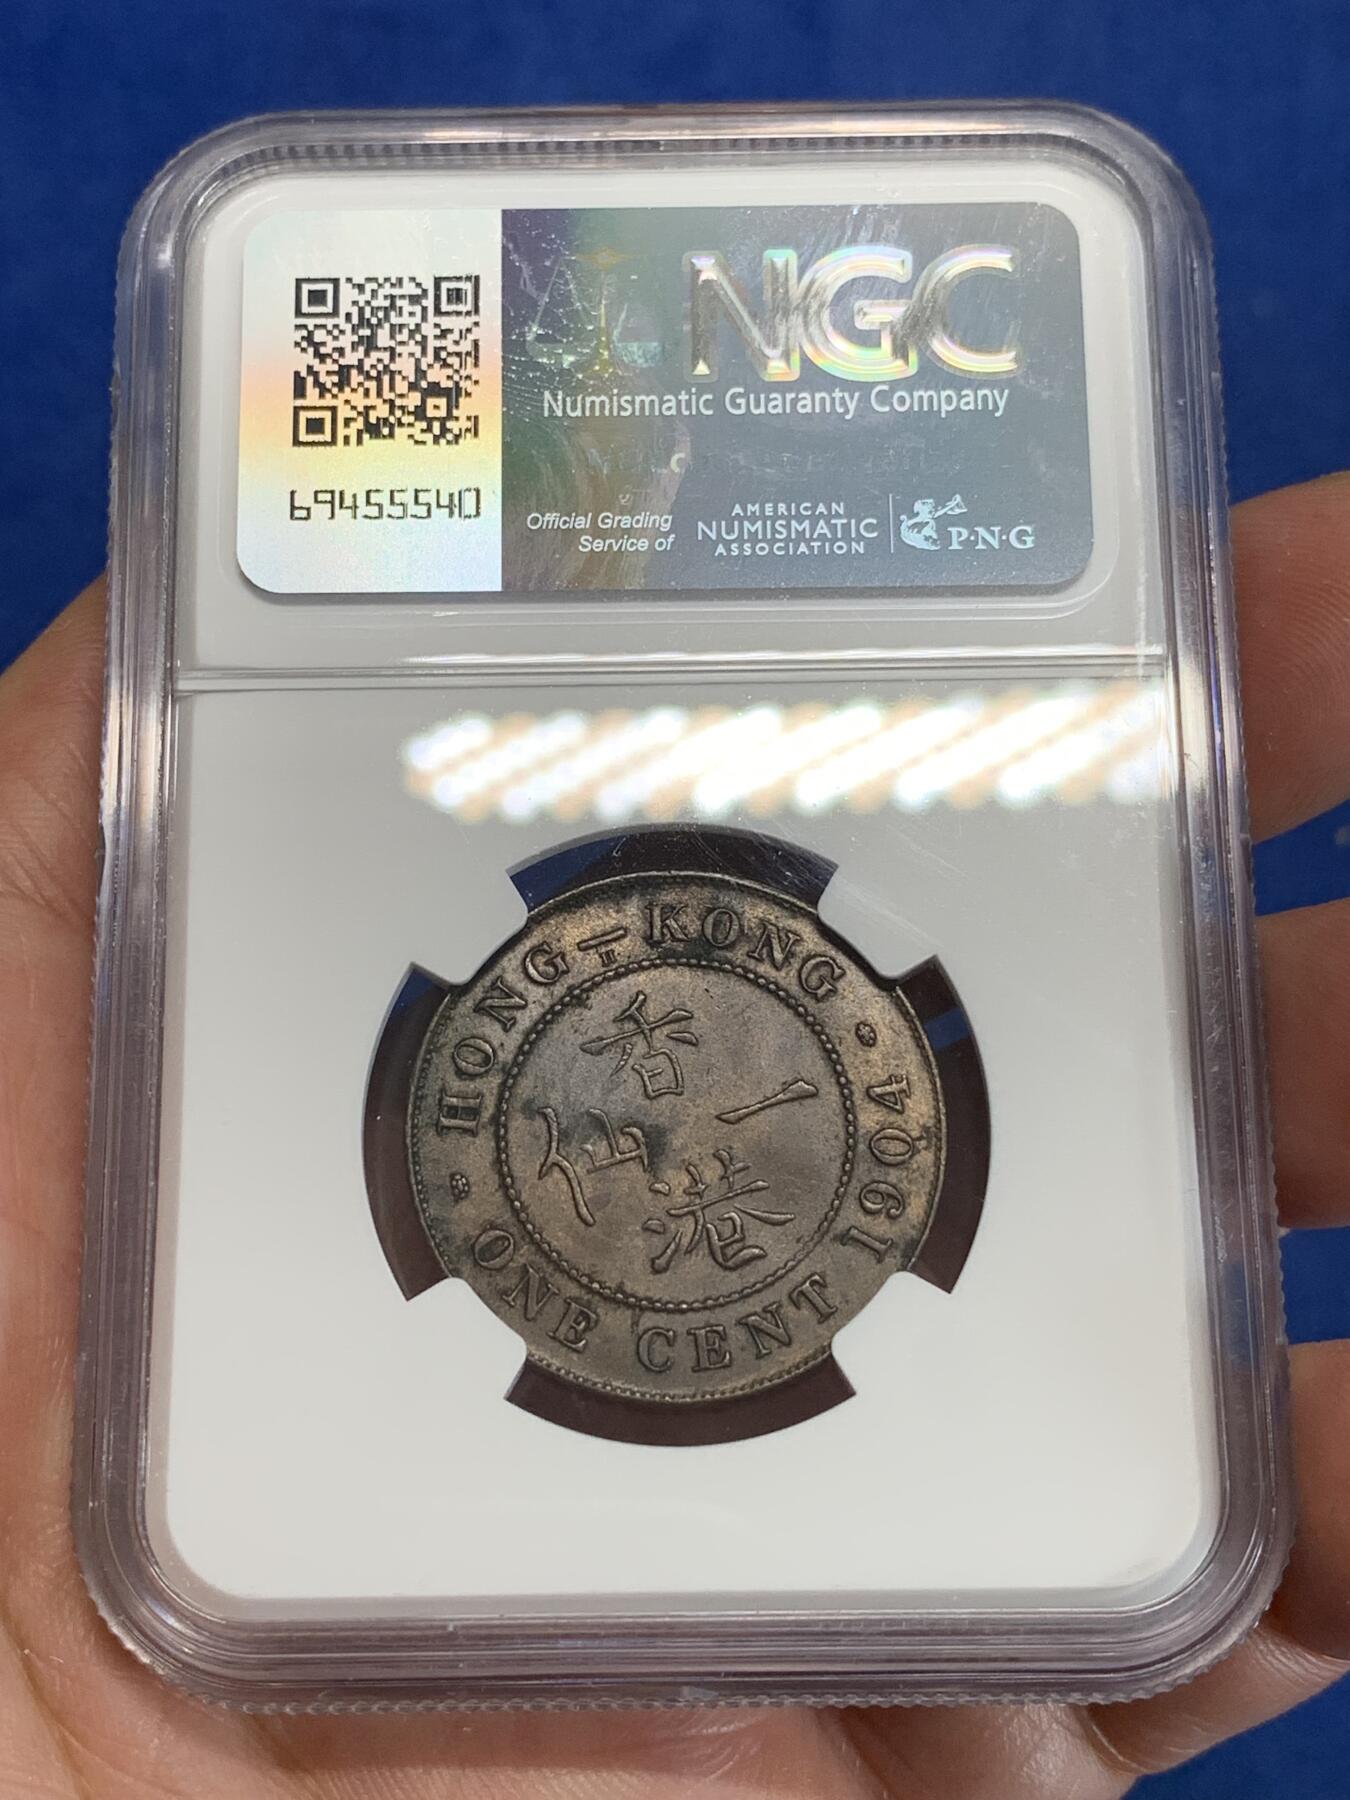 NGC
Numismatic Guaranty Company
69455540
Official Grading
Service of
AMERICAN
NUMISMATIC
ASSOCIATION
P·N·G
HONG-KONG
香
一
仙
港
ONE CENT 1904